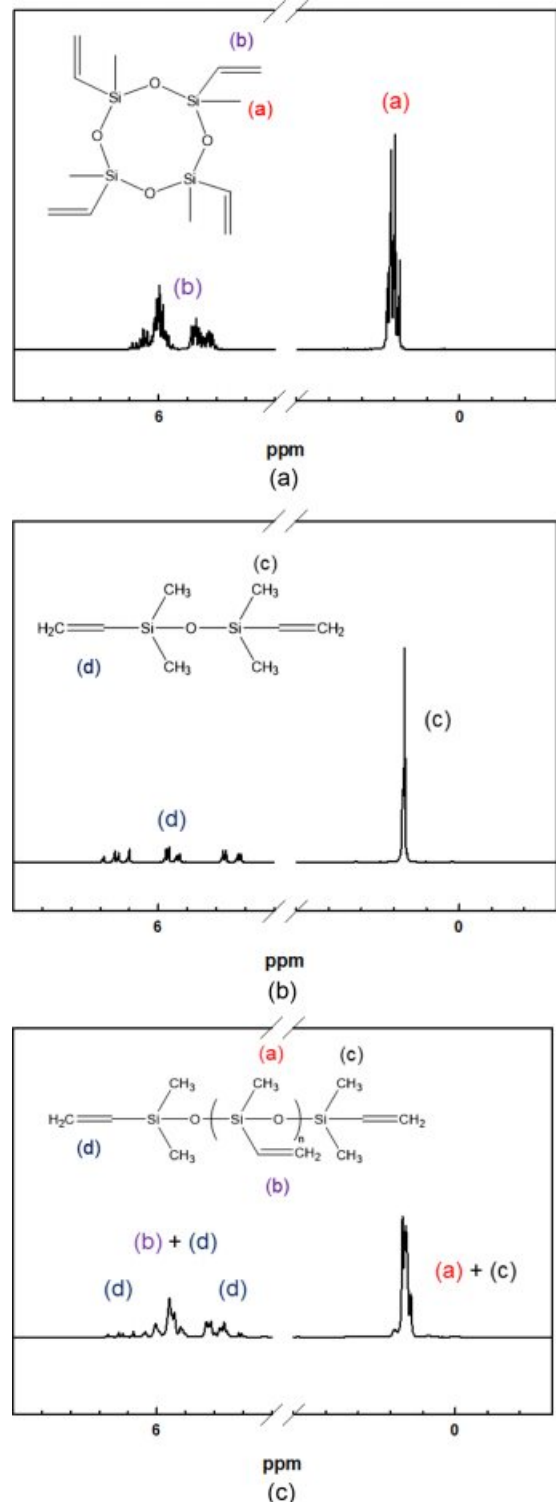 (b)
Si O Si (a) (a)
O O
Si O Si
(b)
6 0
ppm
(a)
(c)
CH₃ CH₃
H₂C Si O Si CH₂
(d) CH₃ CH₃ (c)
(d)
6 0
ppm
(b)
(a) (c)
CH₃ CH₃ CH₃
H₂C Si O ( Si O )n Si CH₂
(d) CH₃ CH₂ CH₃
(b)
(b) + (d)
(d) (d) (a) + (c)
6 0
ppm
(c)